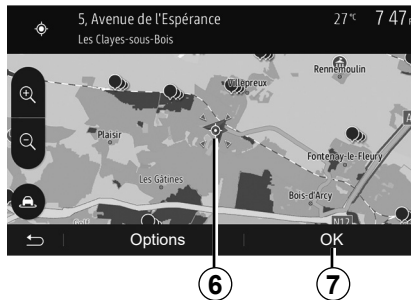 5, Avenue de l'Espérance
27 °C
7 47
Les Clayes-sous-Bois
Rennemoulin
Villepreux
Plaisir
Fontenay-le-Fleury
Les Gâtines
Bois-d'Arcy
N12
Options
OK
6
7